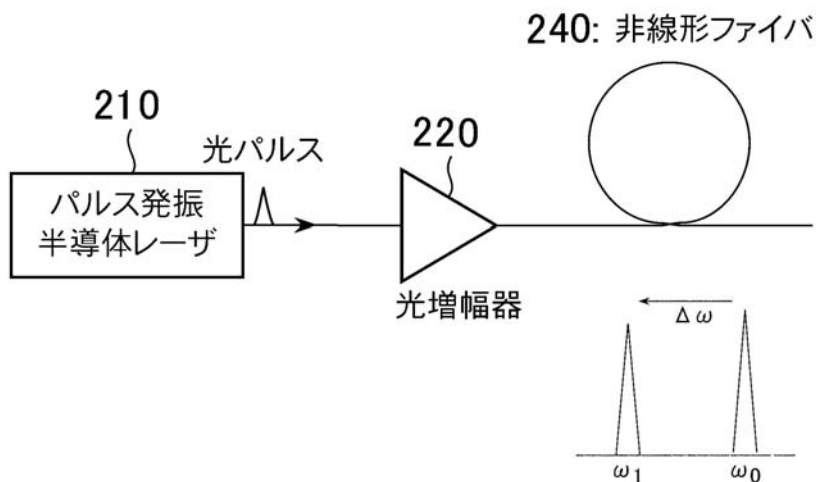 240: 非線形ファイバ
210
光パルス
220
パルス発振
半導体レーザ
光増幅器
Δω
ω1
ω0